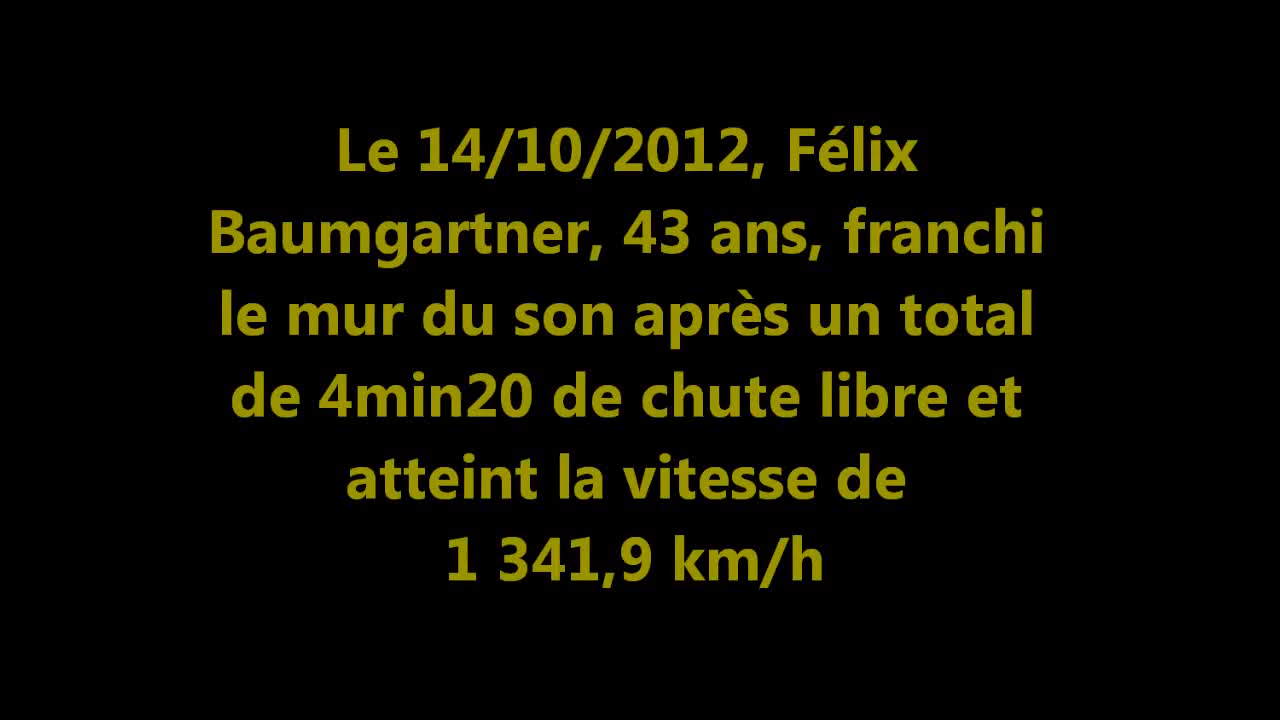 Le 14/10/2012, Félix
Baumgartner, 43 ans, franchi
le mur du son après un total
de 4min20 de chute libre et
atteint la vitesse de
1 341,9 km/h